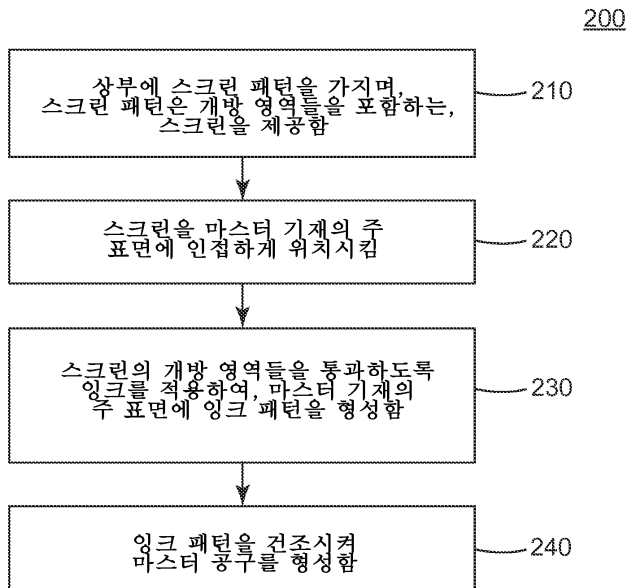 200
상부에 스크린 패턴을 가지며,
스크린 패턴은 개방 영역들을 포함하는,
스크린을 제공함
210
스크린을 마스터 기재의 주
표면에 인접하게 위치시킴
220
스크린의 개방 영역들을 통과하도록
잉크를 적용하여, 마스터 기재의
주 표면에 잉크 패턴을 형성함
230
잉크 패턴을 건조시켜
마스터 공구를 형성함
240